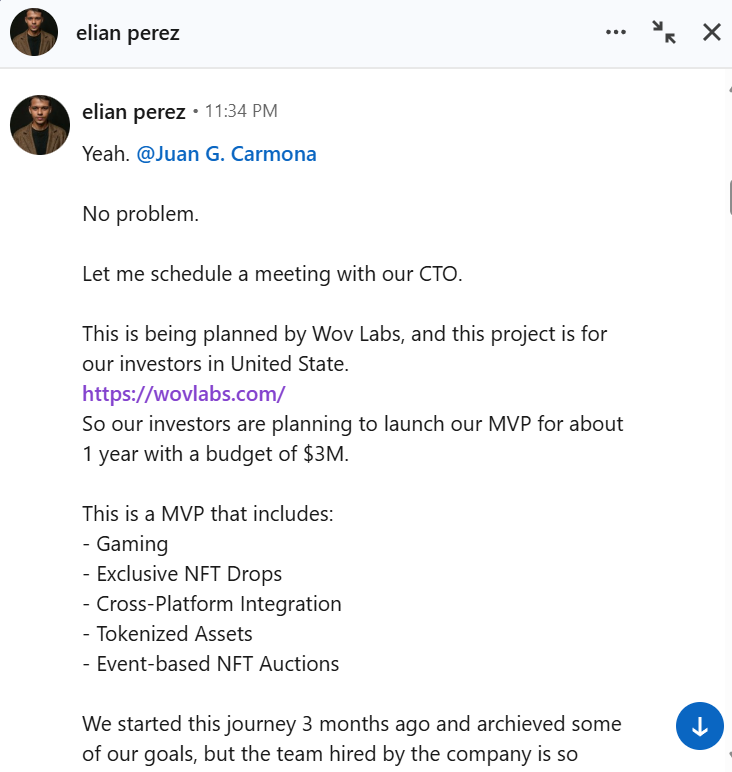 elian perez
elian perez • 11:34 PM
Yeah. @Juan G. Carmona
No problem.
Let me schedule a meeting with our CTO.
This is being planned by Wov Labs, and this project is for
our investors in United State.
https://wovlabs.com/
So our investors are planning to launch our MVP for about
1 year with a budget of $3M.
This is a MVP that includes:
- Gaming
- Exclusive NFT Drops
- Cross-Platform Integration
- Tokenized Assets
- Event-based NFT Auctions
We started this journey 3 months ago and archieved some
of our goals, but the team hired by the company is so